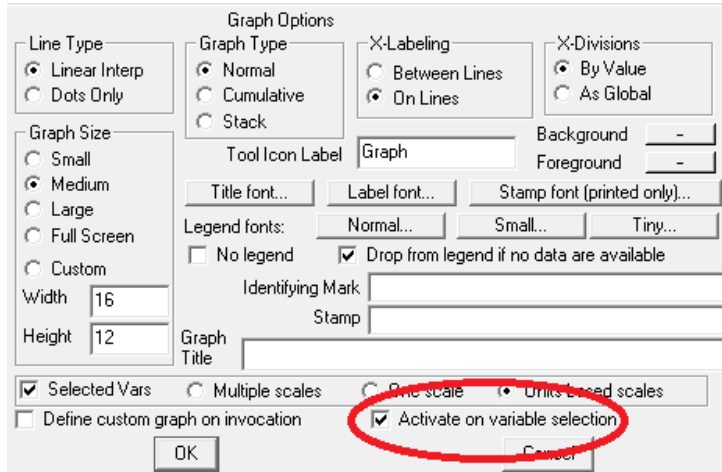 Graph Options
Line Type
Linear Interp
Dots Only
Graph Type
Normal
Cumulative
Stack
X-Labeling
Between Lines
On Lines
X-Divisions
By Value
As Global
Graph Size
Small
Medium
Large
Full Screen
Custom
Width 16
Height 12
Tool Icon Label Graph
Background -
Foreground -
Title font... Label font... Stamp font (printed only)...
Legend fonts: Normal... Small... Tiny...
No legend Drop from legend if no data are available
Identifying Mark
Stamp
Graph
Title
Selected Vars Multiple scales One scale Units based scales
Define custom graph on invocation Activate on variable selection
OK Cancel